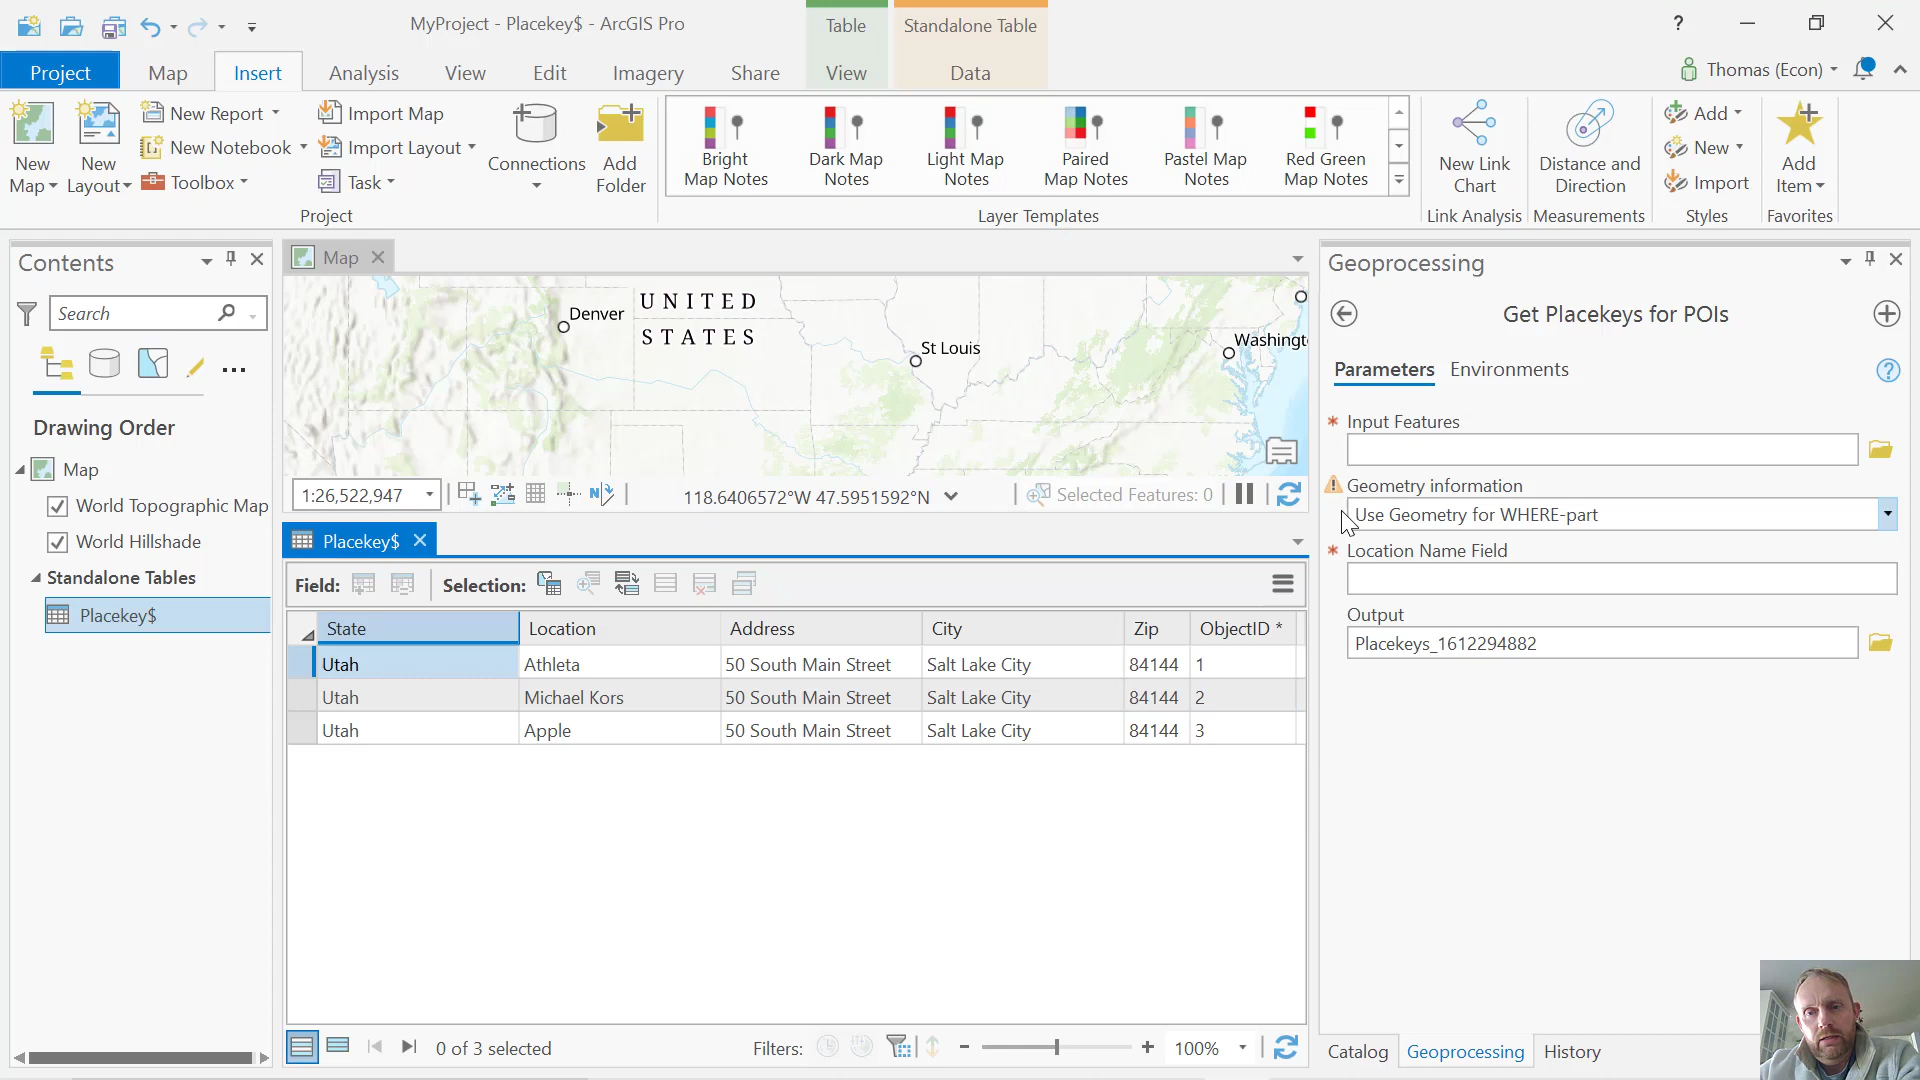 MyProject - Placekey$ - ArcGIS Pro
Table
Standalone Table
?
Project
Map
Insert
Analysis
View
Edit
Imagery
Share
View
Data
Thomas (Econ)
New Map
New Layout
New Report
New Notebook
Toolbox
Import Map
Import Layout
Task
Connections
Add Folder
Project
Bright Map Notes
Dark Map Notes
Light Map Notes
Paired Map Notes
Pastel Map Notes
Red Green Map Notes
Layer Templates
New Link Chart
Link Analysis
Distance and Direction
Measurements
Add
New
Import
Styles
Add Item
Favorites
Contents
Search
Drawing Order
Map
World Topographic Map
World Hillshade
Standalone Tables
Placekey$
Map
UNITED
STATES
Denver
St Louis
Washingt
1:26,522,947
118.6406572°W 47.5951592°N
Selected Features: 0
Placekey$
Field:
Selection:
State Location Address City Zip ObjectID *
Utah Athleta 50 South Main Street Salt Lake City 84144 1
Utah Michael Kors 50 South Main Street Salt Lake City 84144 2
Utah Apple 50 South Main Street Salt Lake City 84144 3
0 of 3 selected
Filters:
100%
Geoprocessing
Get Placekeys for POIs
Parameters Environments
?
* Input Features
Geometry information
Use Geometry for WHERE-part
* Location Name Field
Output
Placekeys_1612294882
Catalog Geoprocessing History